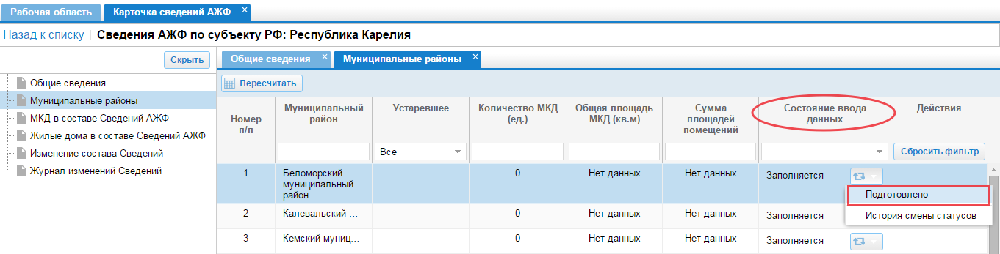 Рабочая область
Карточка сведений АЖФ
Назад к списку
Сведения АЖФ по субъекту РФ: Республика Карелия
Скрыть
Общие сведения
Муниципальные районы
МКД в составе Сведений АЖФ
Жилые дома в составе Сведений АЖФ
Изменение состава Сведений
Журнал изменений Сведений
Общие сведения
Муниципальные районы
Пересчитать
Номер
п/п
Муниципальный
район
Устаревшее
Количество МКД
(ед.)
Общая площадь
МКД (кв.м)
Сумма
площадей
помещений
Состояние ввода
данных
Действия
Все
Сбросить фильтр
1
Беломорский
муниципальный
район
0
Нет данных
Нет данных
Заполняется
Подготовлено
История смены статусов
2
Калевальский ...
0
Нет данных
Нет данных
Заполняется
3
Кемский муниц...
0
Нет данных
Нет данных
Заполняется